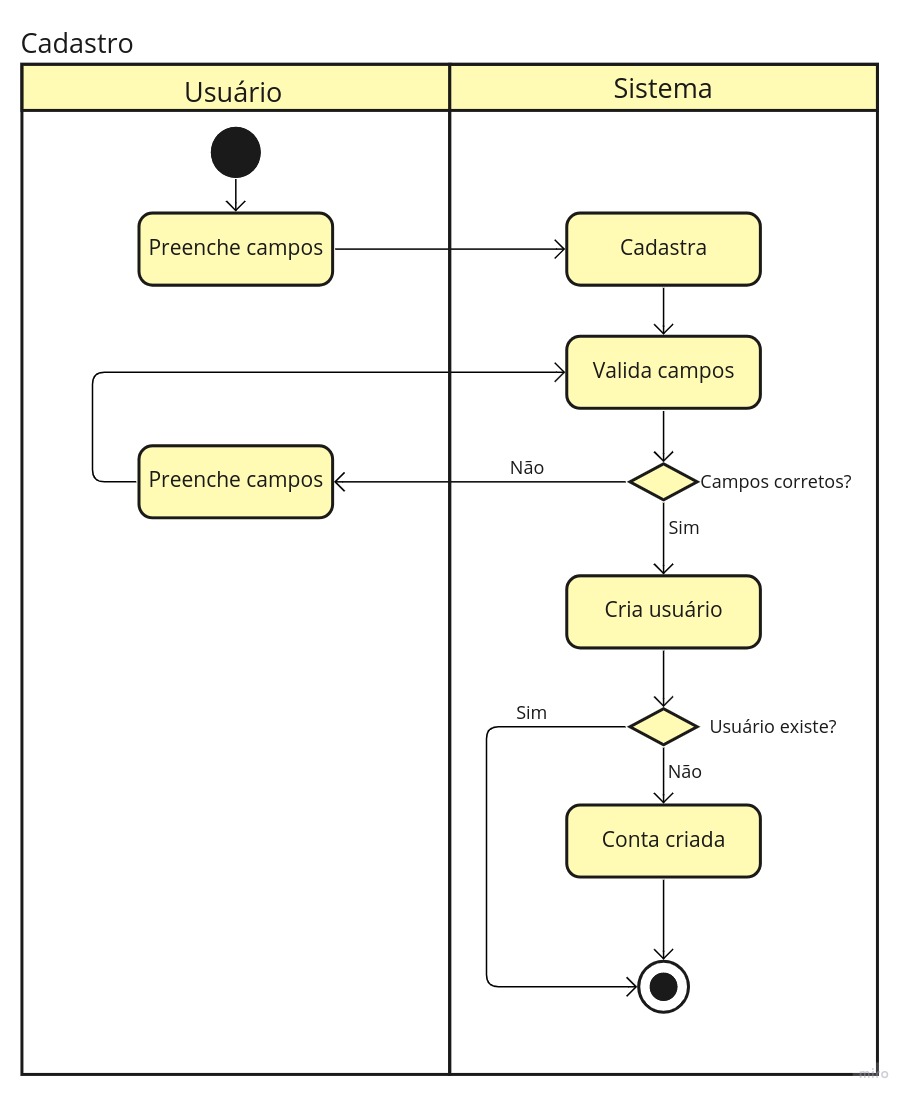 Cadastro
Usuário
Sistema
Preenche campos
Cadastra
Valida campos
Preenche campos
Não
Campos corretos?
Sim
Cria usuário
Sim
Usuário existe?
Não
Conta criada
miro